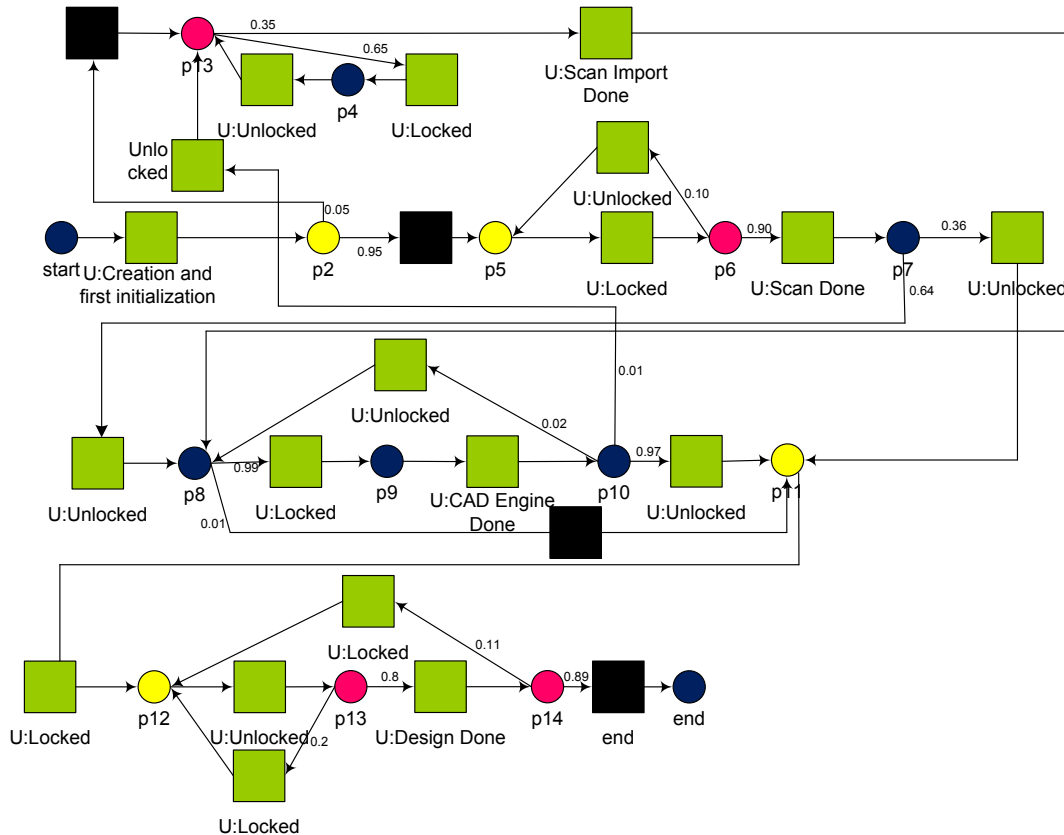 0.35
p13
0.65
U:Scan Import
Done
U:Unlocked
p4
U:Locked
Unlo
cked
U:Unlocked
0.10
0.05
start
U:Creation and
first initialization
p2
0.95
p5
U:Locked
p6
0.90
U:Scan Done
p7
0.36
U:Unlocked
0.64
U:Unlocked
0.01
0.02
U:Unlocked
p8
0.99
U:Locked
p9
U:CAD Engine
Done
p10
0.97
U:Unlocked
p11
0.01
U:Locked
0.11
U:Locked
p12
U:Unlocked
p13
0.8
U:Design Done
p14
0.89
end
end
0.2
U:Locked